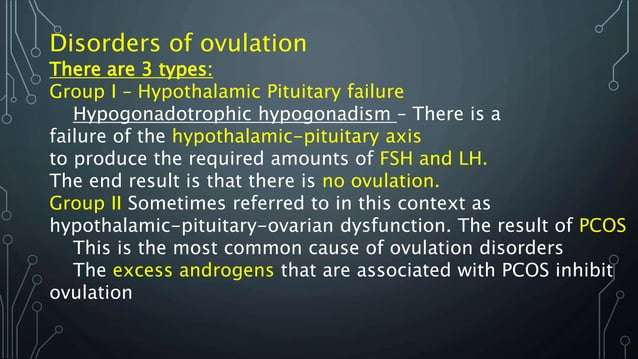 Disorders of ovulation
There are 3 types:
Group I – Hypothalamic Pituitary failure
Hypogonadotrophic hypogonadism – There is a
failure of the hypothalamic-pituitary axis
to produce the required amounts of FSH and LH.
The end result is that there is no ovulation.
Group II Sometimes referred to in this context as
hypothalamic-pituitary-ovarian dysfunction. The result of PCOS
This is the most common cause of ovulation disorders
The excess androgens that are associated with PCOS inhibit
ovulation